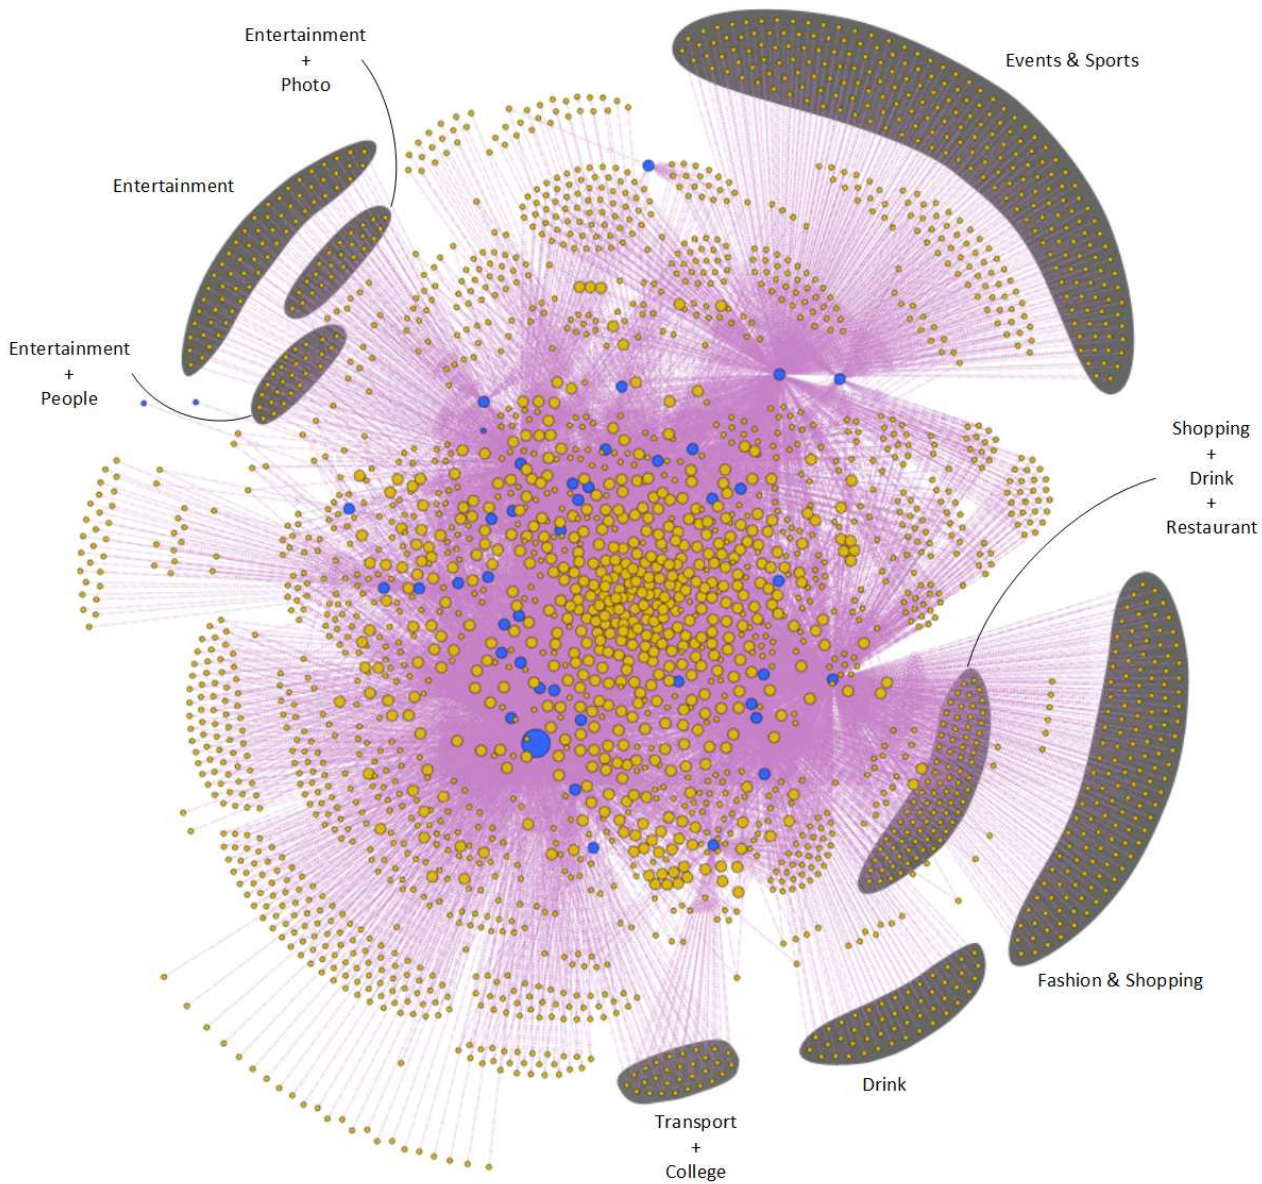 Entertainment
+
Photo
Events & Sports
Entertainment
Entertainment
+
People
Shopping
+
Drink
+
Restaurant
Fashion & Shopping
Drink
Transport
+
College